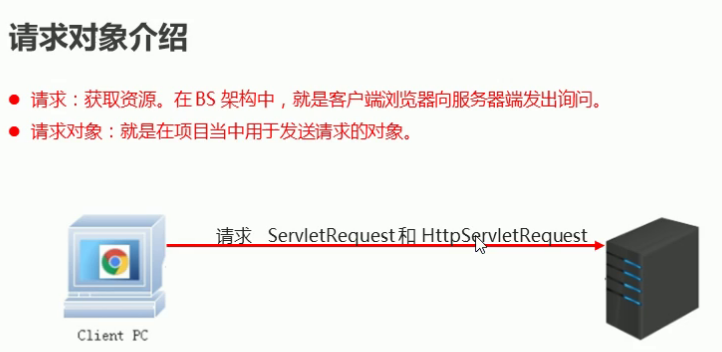 请求对象介绍
请求：获取资源。在 BS 架构中，就是客户端浏览器向服务器端发出询问。
请求对象：就是在项目当中用于发送请求的对象。
请求 ServletRequest 和 HttpServletRequest
Client PC